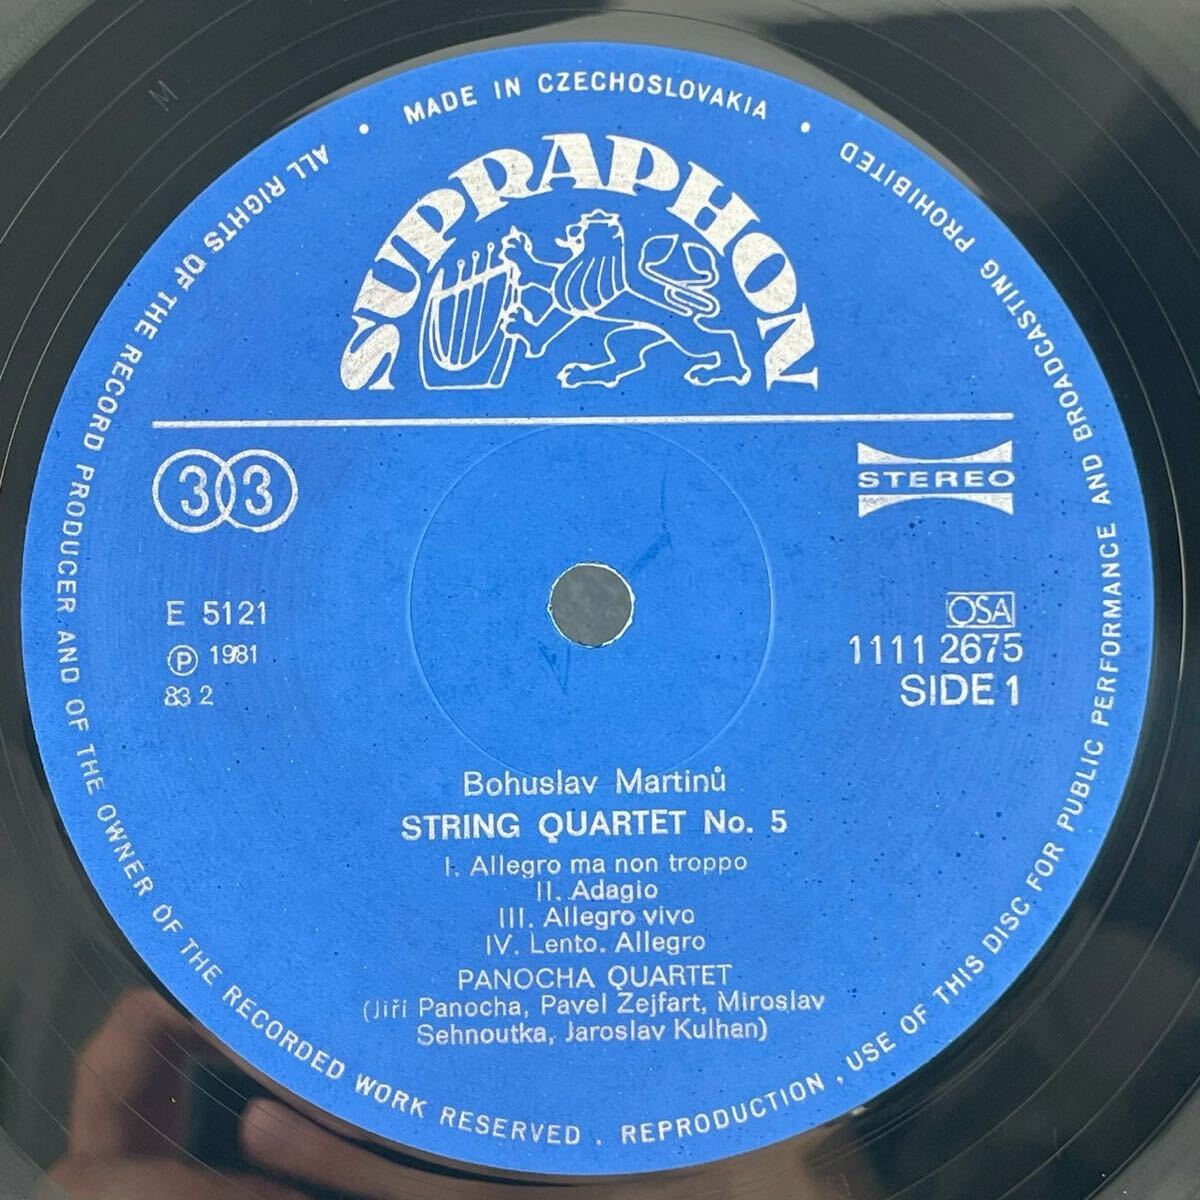 ALL RIGHTS OF THE RECORD PRODUCER AND OF THE OWNER OF THE RECORDED WORK RESERVED . REPRODUCTION , USE OF THIS DISC FOR PUBLIC PERFORMANCE AND BROADCASTING PROHIBITED
• MADE IN CZECHOSLOVAKIA •
SUPRAPHON
33
STEREO
E 5121
℗ 1981
83 2
OSA
1111 2675
SIDE 1
Bohuslav Martinů
STRING QUARTET No. 5
I. Allegro ma non troppo
II. Adagio
III. Allegro vivo
IV. Lento. Allegro
PANOCHA QUARTET
(Jiří Panocha, Pavel Zejfart, Miroslav
Sehnoutka, Jaroslav Kulhan)
M